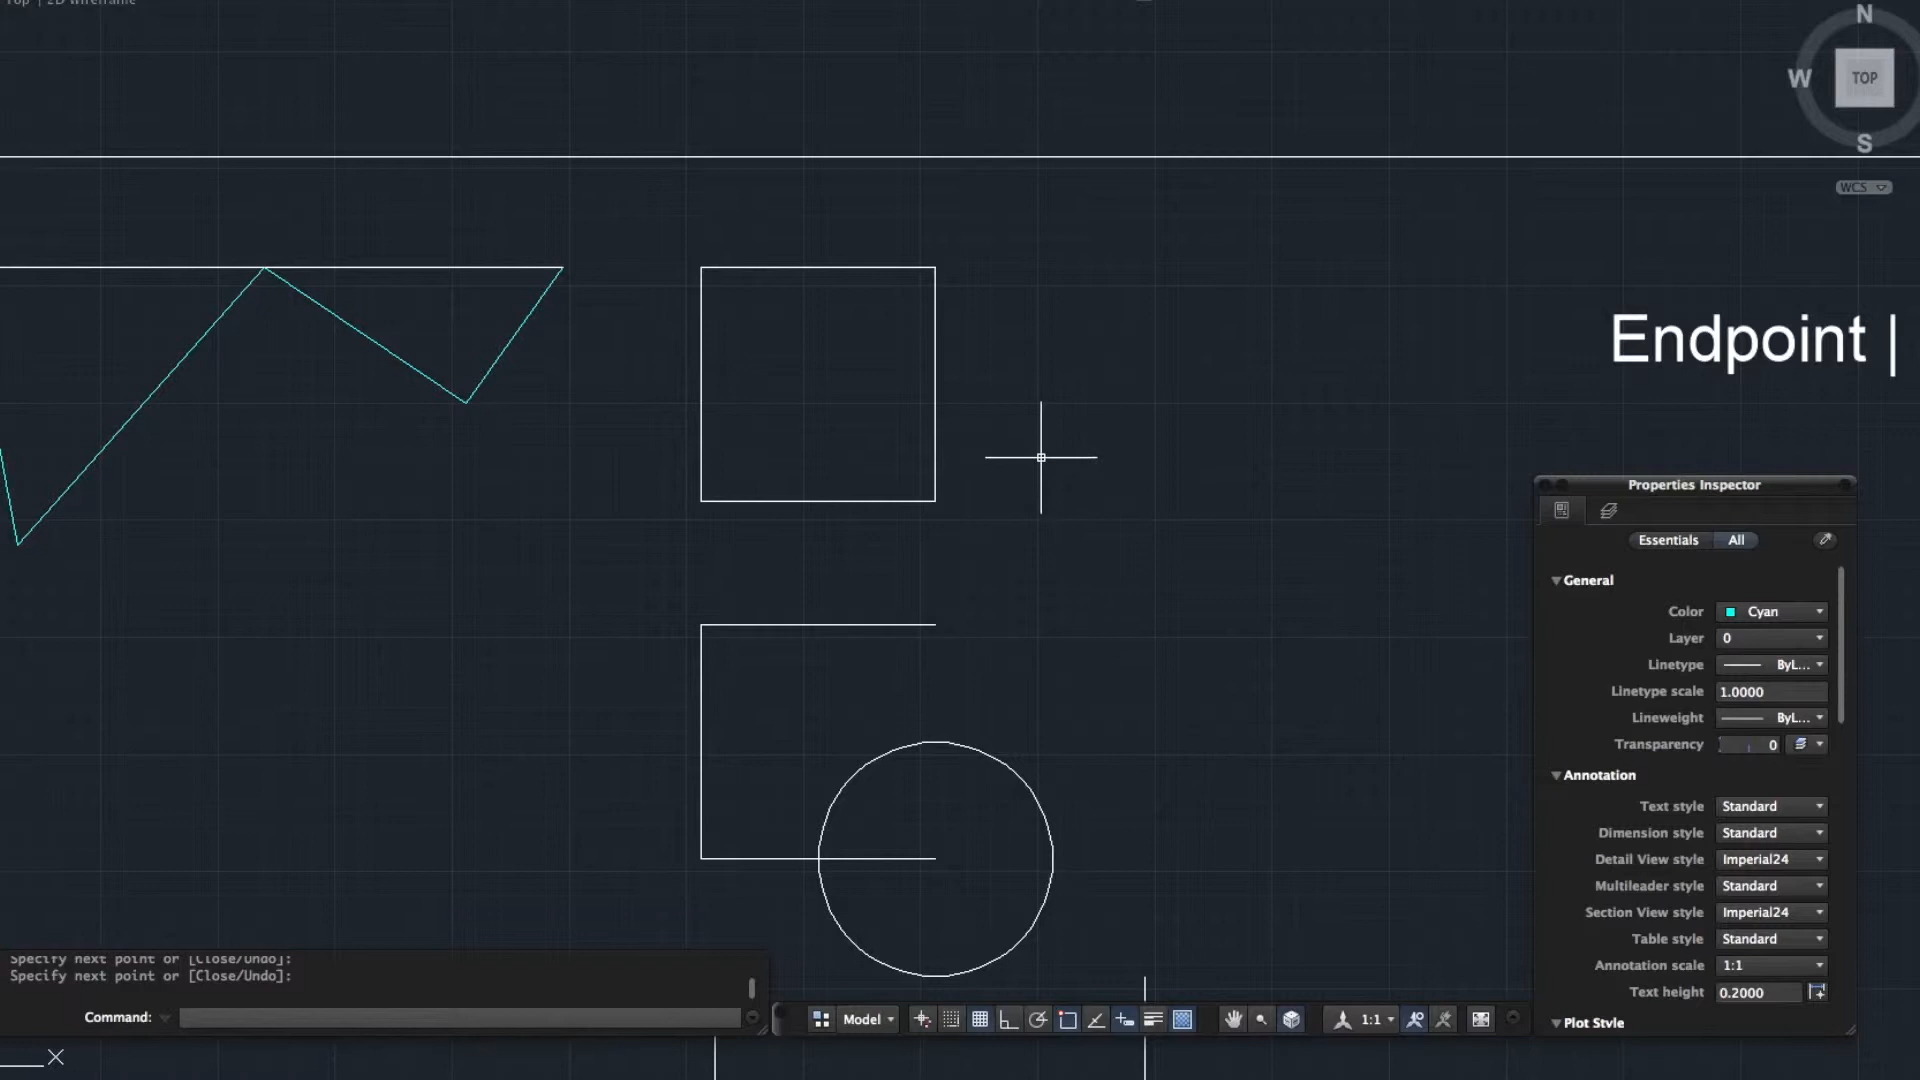 Top | 2D Wireframe
N
W
TOP
S
WCS
Endpoint |
Properties Inspector
Essentials All
General
Color Cyan
Layer 0
Linetype ByL...
Linetype scale 1.0000
Lineweight ByL...
Transparency 0
Annotation
Text style Standard
Dimension style Standard
Detail View style Imperial24
Multileader style Standard
Section View style Imperial24
Table style Standard
Annotation scale 1:1
Text height 0.2000
Plot Style
Specify next point or [Close/Undo]:
Specify next point or [Close/Undo]:
Command:
Model
1:1